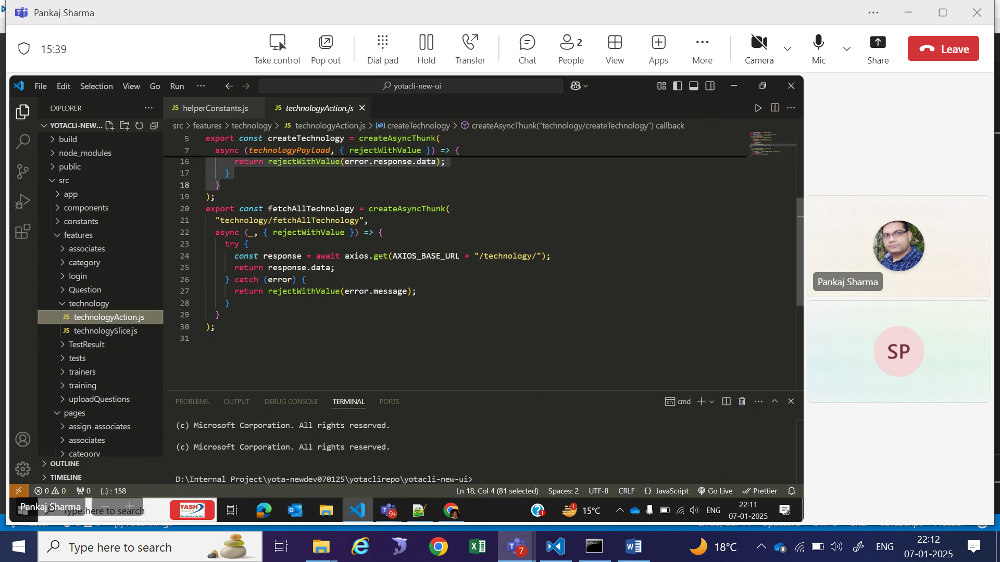 Pankaj Sharma
15:39
Take control
Pop out
Dial pad
Hold
Transfer
Chat
2
People
View
Apps
More
Camera
Mic
Share
Leave
File Edit Selection View Go Run
yotacli-new-ui
EXPLORER
YOTACLI-NEW...
build
node_modules
public
src
app
components
constants
features
associates
category
login
Question
technology
JS technologyAction.js
JS technologySlice.js
TestResult
tests
trainers
training
uploadQuestions
pages
assign-associates
associates
category
OUTLINE
TIMELINE
JS helperConstants.js
JS technologyAction.js
src > features > technology > JS technologyAction.js > createTechnology > createAsyncThunk("technology/createTechnology") callback
5 export const createTechnology = createAsyncThunk(
7 async (technologyPayload, { rejectWithValue }) => {
16 return rejectWithValue(error.response.data);
17 }
18 }
19 );
20 export const fetchAllTechnology = createAsyncThunk(
21 "technology/fetchAllTechnology",
22 async (_, { rejectWithValue }) => {
23 try {
24 const response = await axios.get(AXIOS_BASE_URL + "/technology/");
25 return response.data;
26 } catch (error) {
27 return rejectWithValue(error.message);
28 }
29 }
30 );
31
PROBLEMS OUTPUT DEBUG CONSOLE TERMINAL PORTS
cmd
(c) Microsoft Corporation. All rights reserved.
(c) Microsoft Corporation. All rights reserved.
D:\Internal Project\yota-newdev070125\yotaclirepo\yotacli-new-ui>
0 0 0 {..} : 158
Ln 18, Col 4 (81 selected) Spaces: 2 UTF-8 CRLF {} JavaScript Go Live Prettier
Pankaj Sharma
Type here to search
YASH
9+
1
15°C
ENG
22:11
07-01-2025
Pankaj Sharma
SP
Type here to search
7
18°C
ENG
22:12
07-01-2025